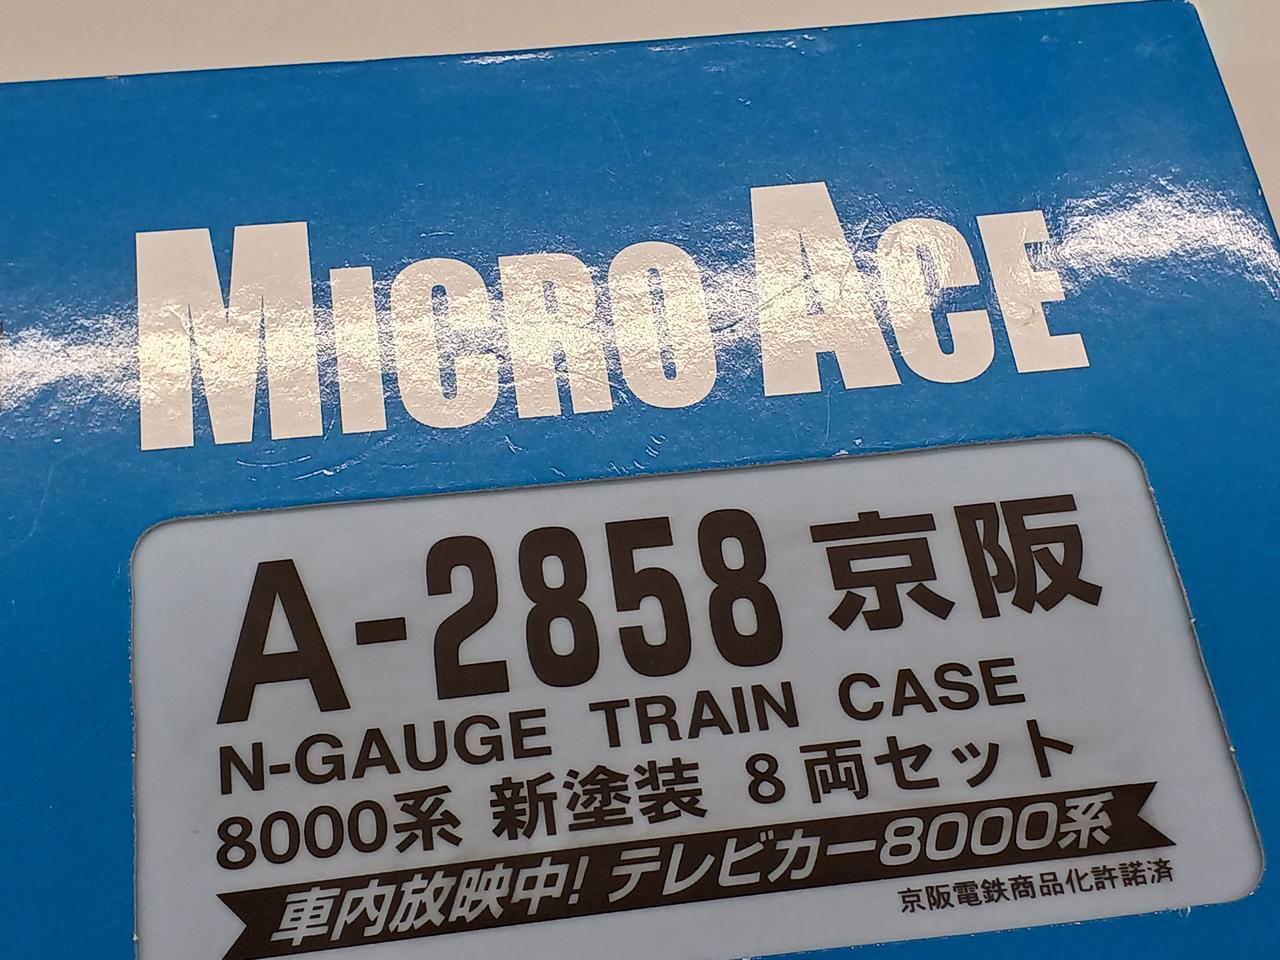 MICRO ACE
A-2858 京阪
N-GAUGE TRAIN CASE
8000系 新塗装 8両セット
車内放映中! テレビカー8000系
京阪電鉄商品化許諾済